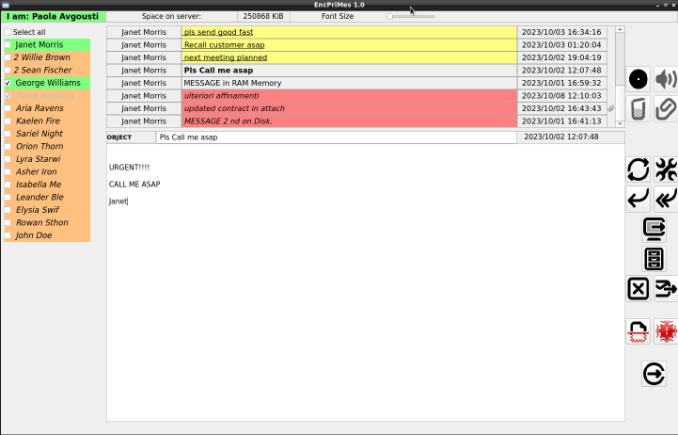 EncPriMes 1.0
I am: Paola Avgousti
Space on server:
250868 KiB
Font Size
Select all
Janet Morris
2 Willie Brown
2 Sean Fischer
George Williams
Aria Ravens
Kaelen Fire
Sariel Night
Orion Thorn
Lyra Starwi
Asher Iron
Isabella Me
Leander Ble
Elysia Swif
Rowan Sthon
John Doe
Janet Morris pls send good fast 2023/10/03 16:34:16
Janet Morris Recall customer asap 2023/10/03 01:20:04
Janet Morris next meeting planned 2023/10/02 19:04:19
Janet Morris Pls Call me asap 2023/10/02 12:07:48
Janet Morris MESSAGE in RAM Memory 2023/10/01 16:59:32
Janet Morris ulteriori affinamenti 2023/10/08 12:10:03
Janet Morris updated contract in attach 2023/10/02 16:43:43
Janet Morris MESSAGE 2 nd on Disk. 2023/10/01 16:41:13
OBJECT Pls Call me asap 2023/10/02 12:07:48
URGENT!!!!
CALL ME ASAP
Janet